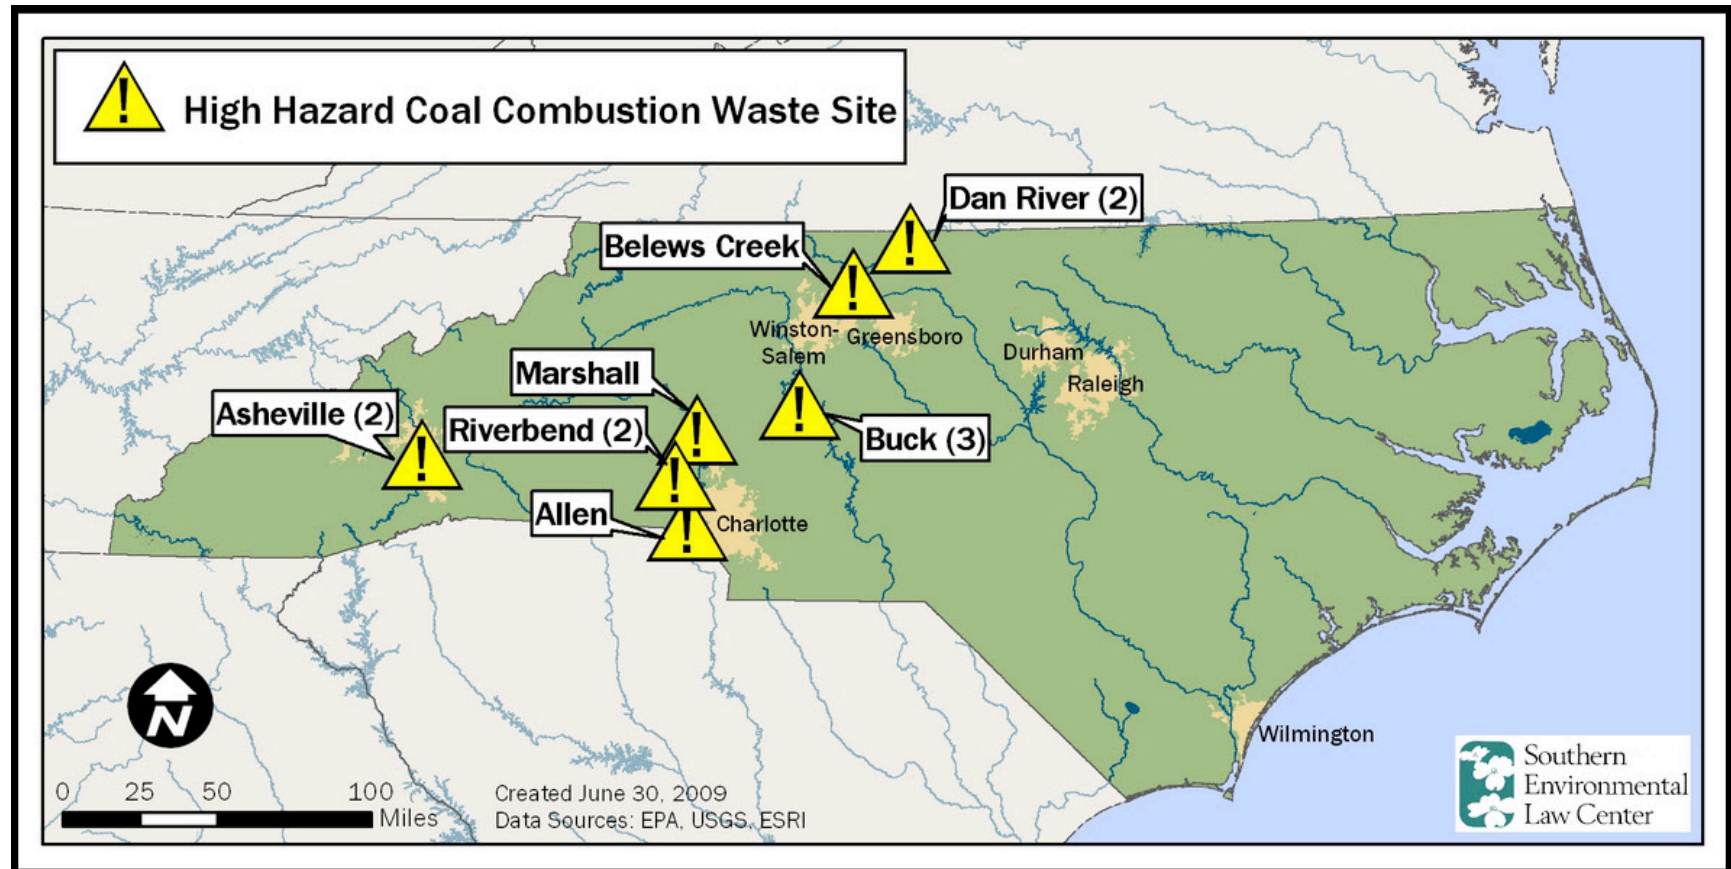 ! High Hazard Coal Combustion Waste Site
Dan River (2)
!
Belews Creek
!
Winston-
Salem
Greensboro
Durham
Raleigh
Marshall
!
Asheville (2)
!
Riverbend (2)
!
Buck (3)
!
Allen
!
Charlotte
Wilmington
N
0 25 50 100
Miles
Created June 30, 2009
Data Sources: EPA, USGS, ESRI
Southern
Environmental
Law Center